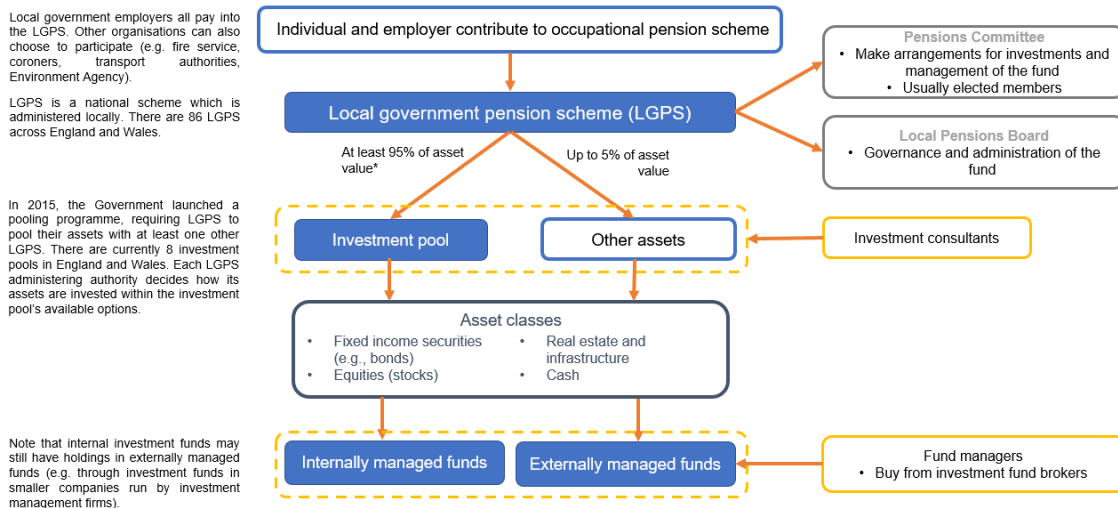 Local government employers all pay into
the LGPS. Other organisations can also
choose to participate (e.g. fire service,
coroners, transport authorities,
Environment Agency).
LGPS is a national scheme which is
administered locally. There are 86 LGPS
across England and Wales.
Individual and employer contribute to occupational pension scheme
Local government pension scheme (LGPS)
Pensions Committee
• Make arrangements for investments and
management of the fund
• Usually elected members
Local Pensions Board
• Governance and administration of the
fund
At least 95% of asset
value*
Up to 5% of asset
value
In 2015, the Government launched a
pooling programme, requiring LGPS to
pool their assets with at least one other
LGPS. There are currently 8 investment
pools in England and Wales. Each LGPS
administering authority decides how its
assets are invested within the investment
pool's available options.
Investment pool
Other assets
Investment consultants
Asset classes
• Fixed income securities
(e.g., bonds)
• Equities (stocks)
• Real estate and
infrastructure
• Cash
Note that internal investment funds may
still have holdings in externally managed
funds (e.g. through investment funds in
smaller companies run by investment
management firms).
Internally managed funds
Externally managed funds
Fund managers
• Buy from investment fund brokers